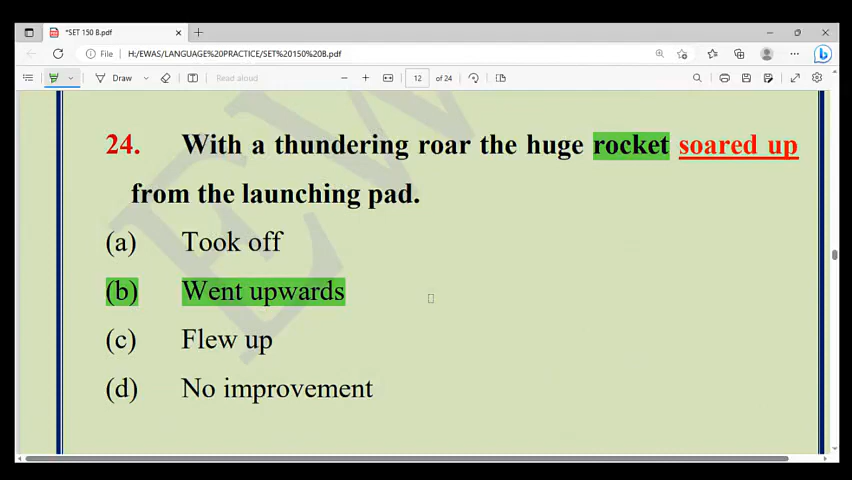 *SET 150 B.pdf
File H:/EWAS/LANGUAGE%20PRACTICE/SET%20150%20B.pdf
Draw Read aloud 12 of 24
24. With a thundering roar the huge rocket soared up
from the launching pad.
(a) Took off
(b) Went upwards
(c) Flew up
(d) No improvement